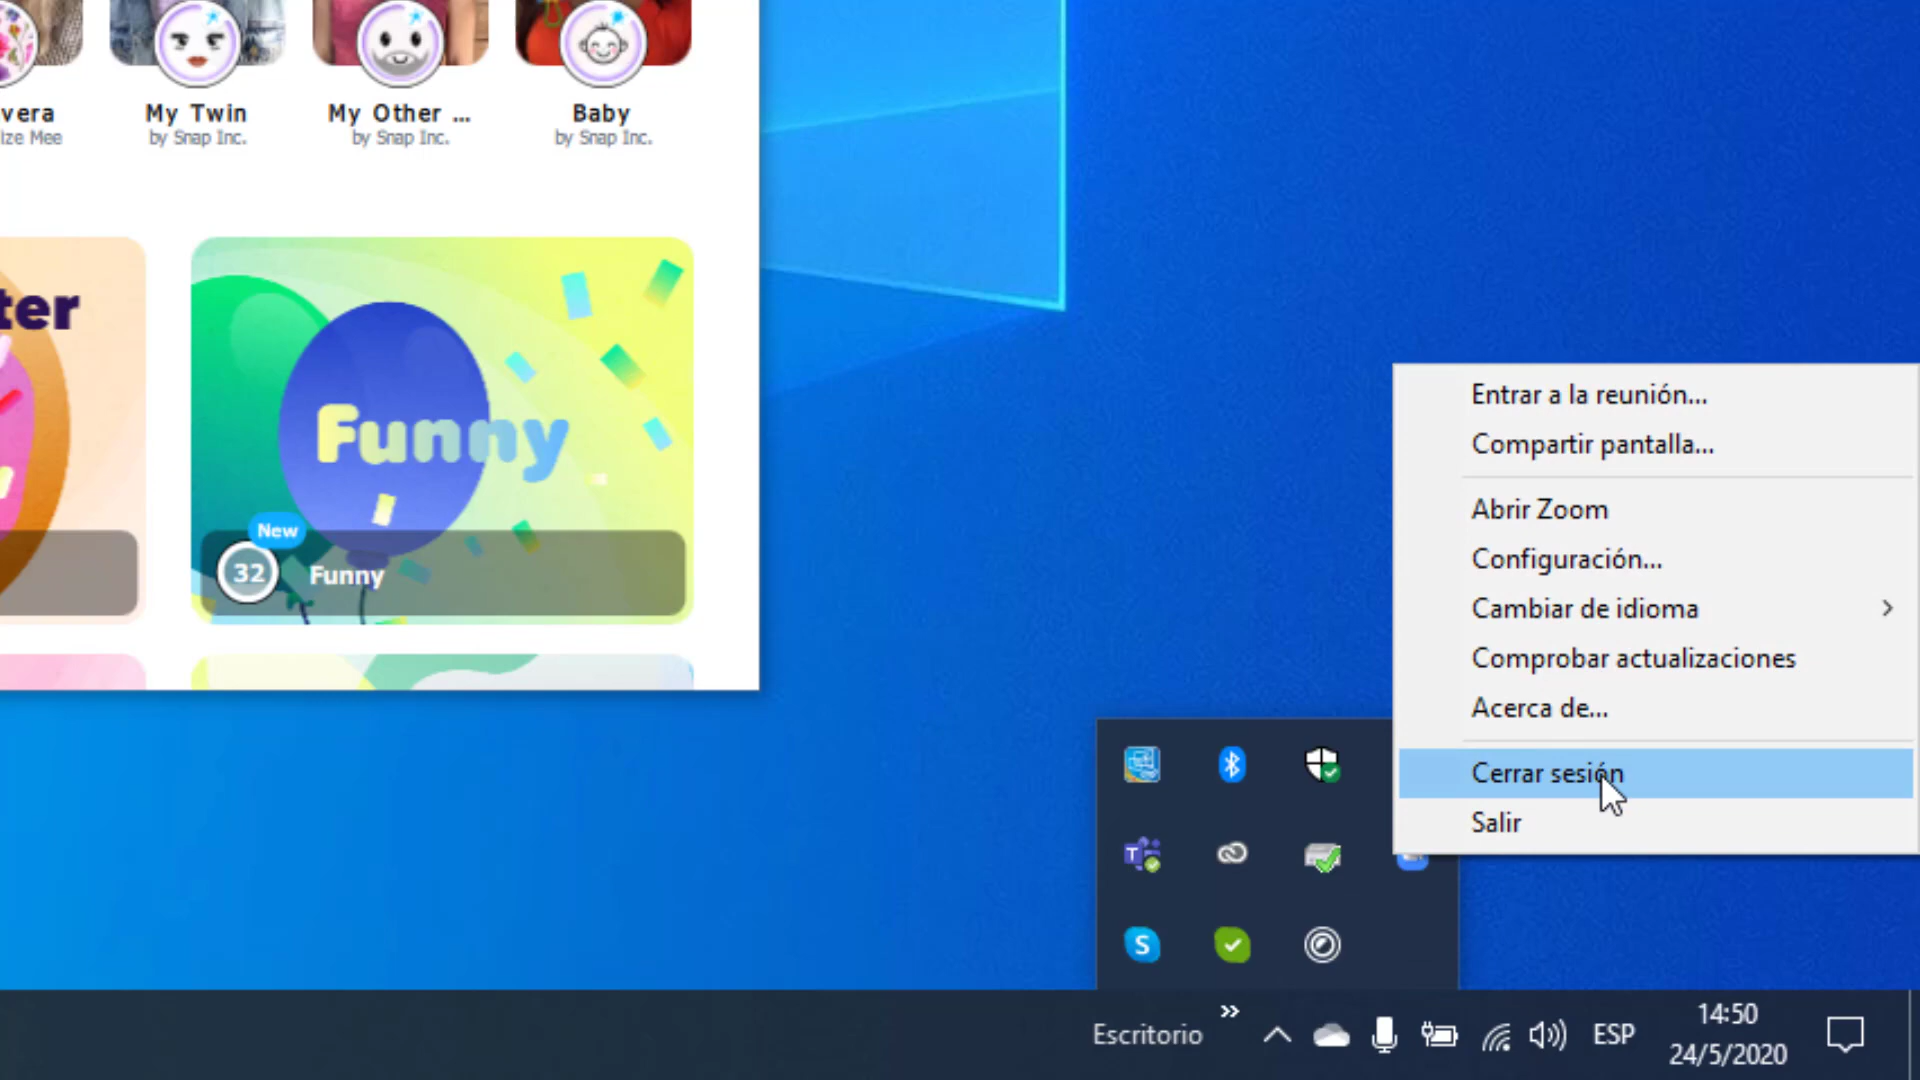 vera
ize Mee
My Twin
by Snap Inc.
My Other ...
by Snap Inc.
Baby
by Snap Inc.
ter
Funny
New
32
Funny
Entrar a la reunión...
Compartir pantalla...
Abrir Zoom
Configuración...
Cambiar de idioma
Comprobar actualizaciones
Acerca de...
Cerrar sesión
Salir
T
S
Escritorio
ESP
14:50
24/5/2020